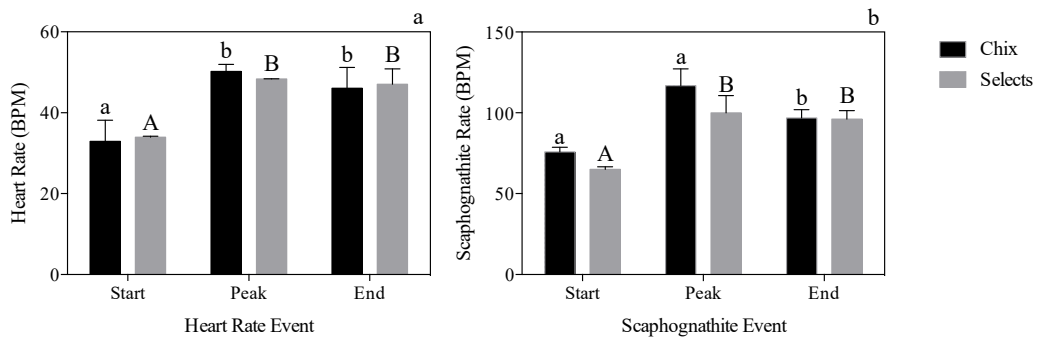 a
60
40
20
0
Heart Rate (BPM)
a
A
b
B
b
B
Start
Peak
End
Heart Rate Event
b
150
100
50
0
Scaphognathite Rate (BPM)
a
A
a
B
b
B
Start
Peak
End
Scaphognathite Event
Chix
Selects